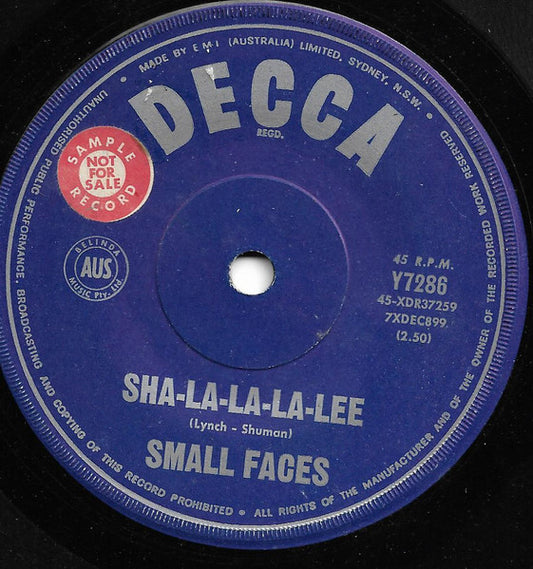 MADE BY E M I (AUSTRALIA) LIMITED, SYDNEY, N.S.W.
UNAUTHORISED PUBLIC PERFORMANCE, BROADCASTING AND COPYING OF THIS RECORD PROHIBITED • ALL RIGHTS OF THE MANUFACTURER AND OF THE OWNER OF THE RECORDED WORK RESERVED
DECCA
REGD.
SAMPLE
NOT
FOR
SALE
RECORD
BELINDA
AUS
MUSIC PTY. LTD
45 R.P.M.
Y7286
45-XDR37259
7XDEC899
(2.50)
SHA-LA-LA-LA-LEE
(Lynch - Shuman)
SMALL FACES